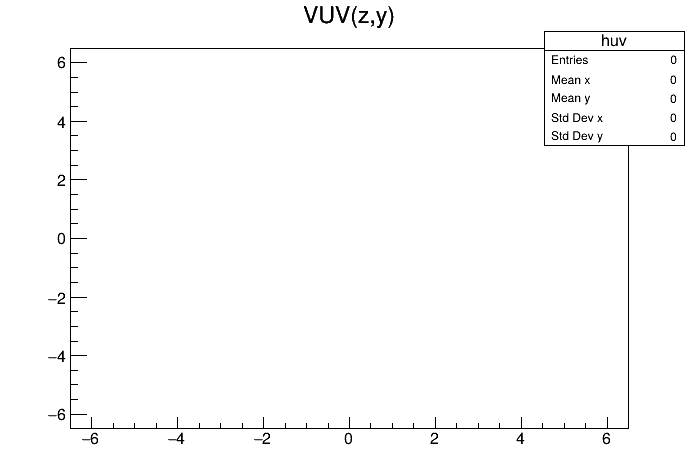 VUV(z,y)
huv
Entries 0
Mean x 0
Mean y 0
Std Dev x 0
Std Dev y 0
6
4
2
0
−2
−4
−6
−6 −4 −2 0 2 4 6